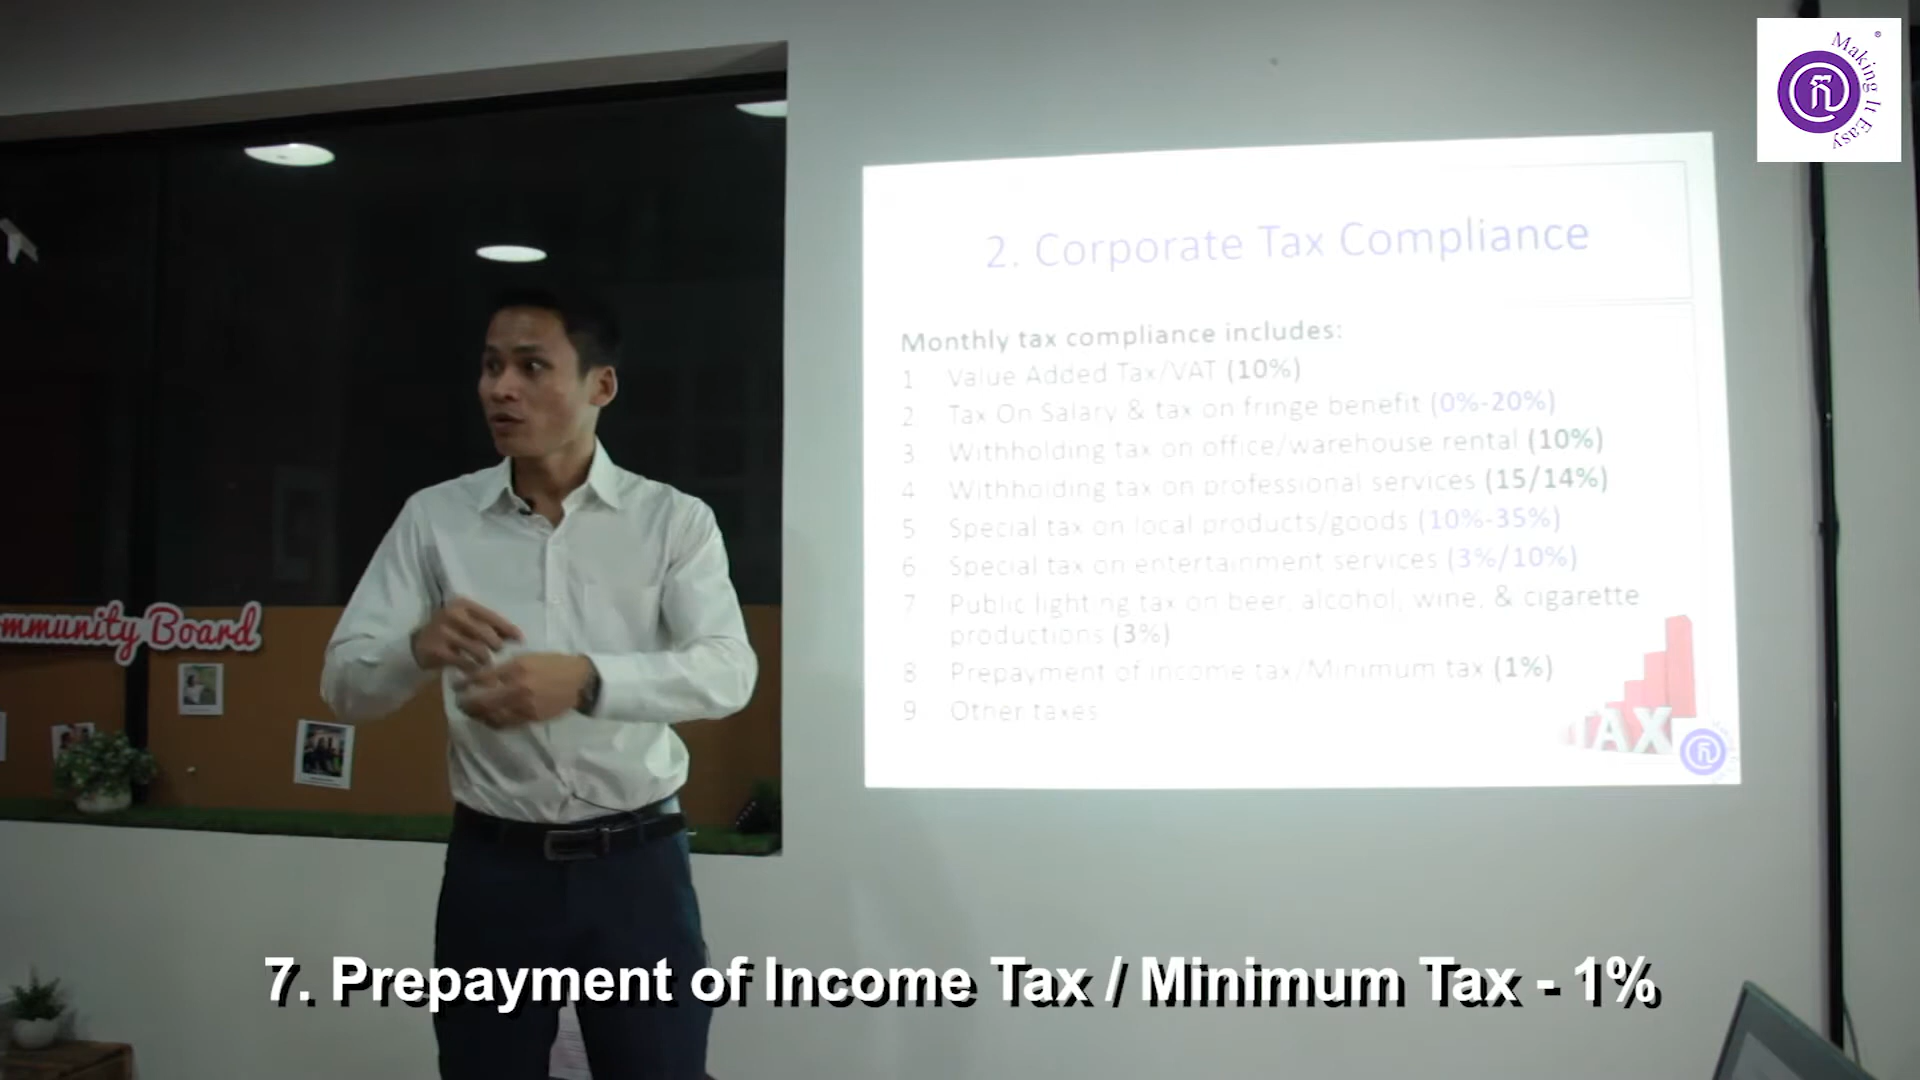 Making It Easy
®
ñ
2. Corporate Tax Compliance
Monthly tax compliance includes:
1 Value Added Tax/VAT (10%)
2 Tax On Salary & tax on fringe benefit (0%-20%)
3 Withholding tax on office/warehouse rental (10%)
4 Withholding tax on professional services (15/14%)
5 Special tax on local products/goods (10%-35%)
6 Special tax on entertainment services (3%/10%)
7 Public lighting tax on beer, alcohol, wine, & cigarette
productions (3%)
8 Prepayment of income tax/Minimum tax (1%)
9 Other taxes
TAX
mmunity Board
7. Prepayment of Income Tax / Minimum Tax - 1%